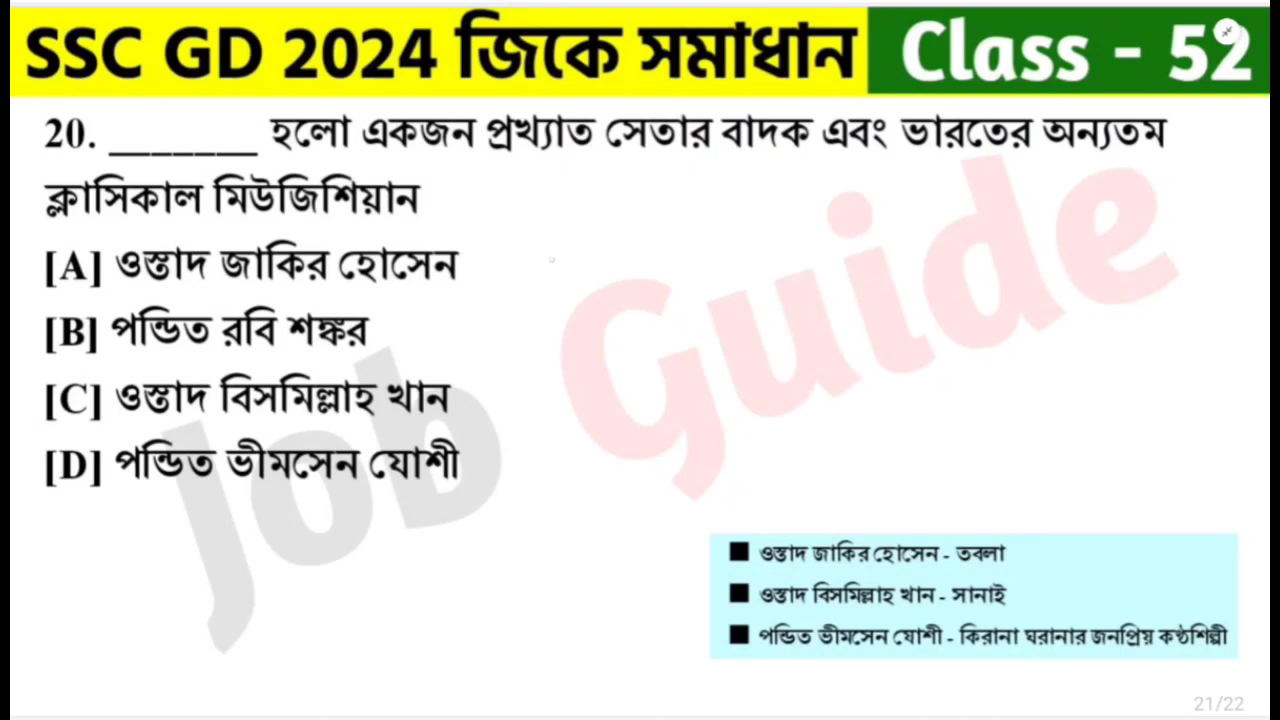 SSC GD 2024 জিকে সমাধান Class - 52
20. _______ হলো একজন প্রখ্যাত সেতার বাদক এবং ভারতের অন্যতম
ক্লাসিকাল মিউজিশিয়ান
[A] ওস্তাদ জাকির হোসেন
[B] পন্ডিত রবি শঙ্কর
[C] ওস্তাদ বিসমিল্লাহ খান
[D] পন্ডিত ভীমসেন যোশী
Job Guide
■ ওস্তাদ জাকির হোসেন - তবলা
■ ওস্তাদ বিসমিল্লাহ খান - সানাই
■ পন্ডিত ভীমসেন যোশী - কিরানা ঘরানার জনপ্রিয় কণ্ঠশিল্পী
21/22